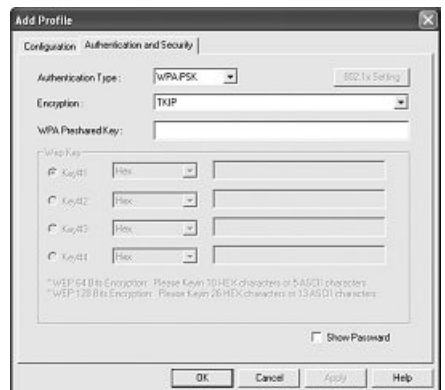 Add Profile
Configuration Authentication and Security
Authentication Type : WPA-PSK 802.1x Setting
Encryption : TKIP
WPA Preshared Key :
Wep Key
Key#1 Hex
Key#2 Hex
Key#3 Hex
Key#4 Hex
* WEP 64 Bits Encryption: Please Keyin 10 HEX characters or 5 ASCII characters
* WEP 128 Bits Encryption: Please Keyin 26 HEX characters or 13 ASCII characters
Show Password
OK Cancel Apply Help